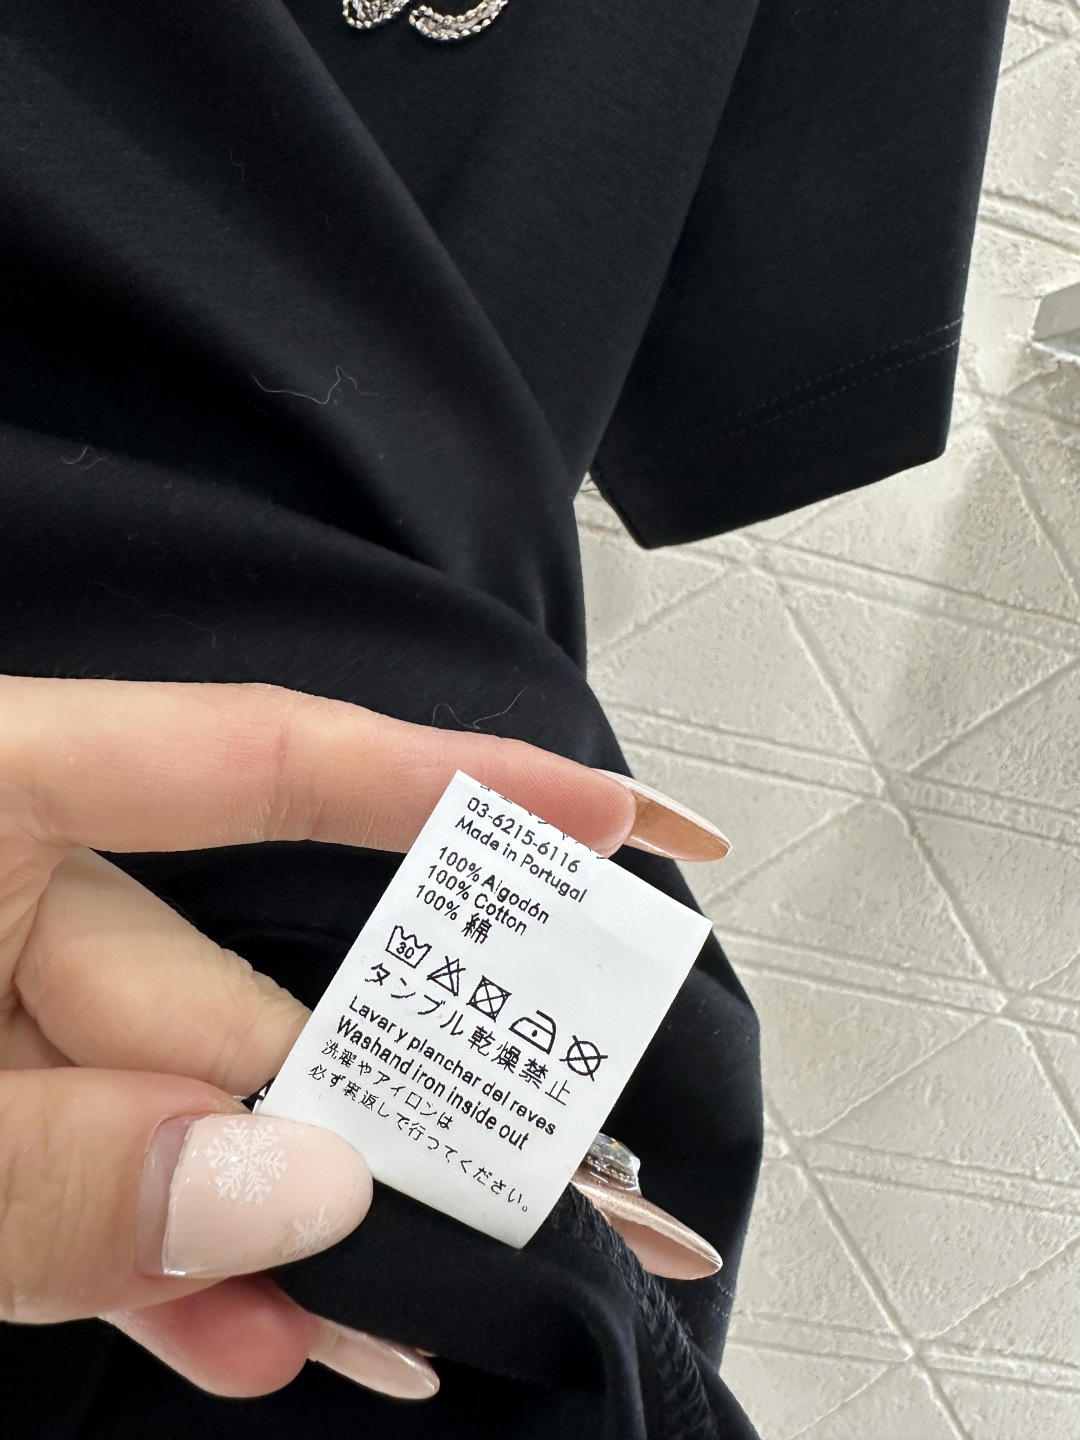 03-6215-6116
Made in Portugal
100% Algodón
100% Cotton
100% 綿
30
タンブル乾燥禁止
Lavar y planchar del reves
Washand iron inside out
洗濯やアイロンは
必ず裏返しで行ってください。